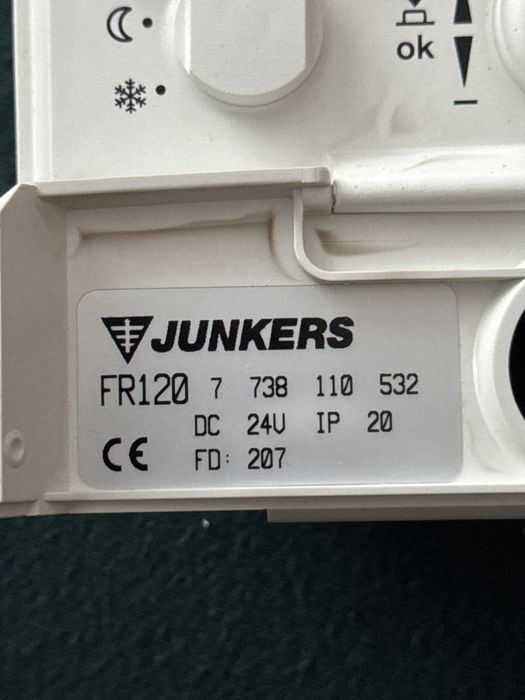 ok
JUNKERS
FR120 7 738 110 532
DC 24V IP 20
CE FD: 207